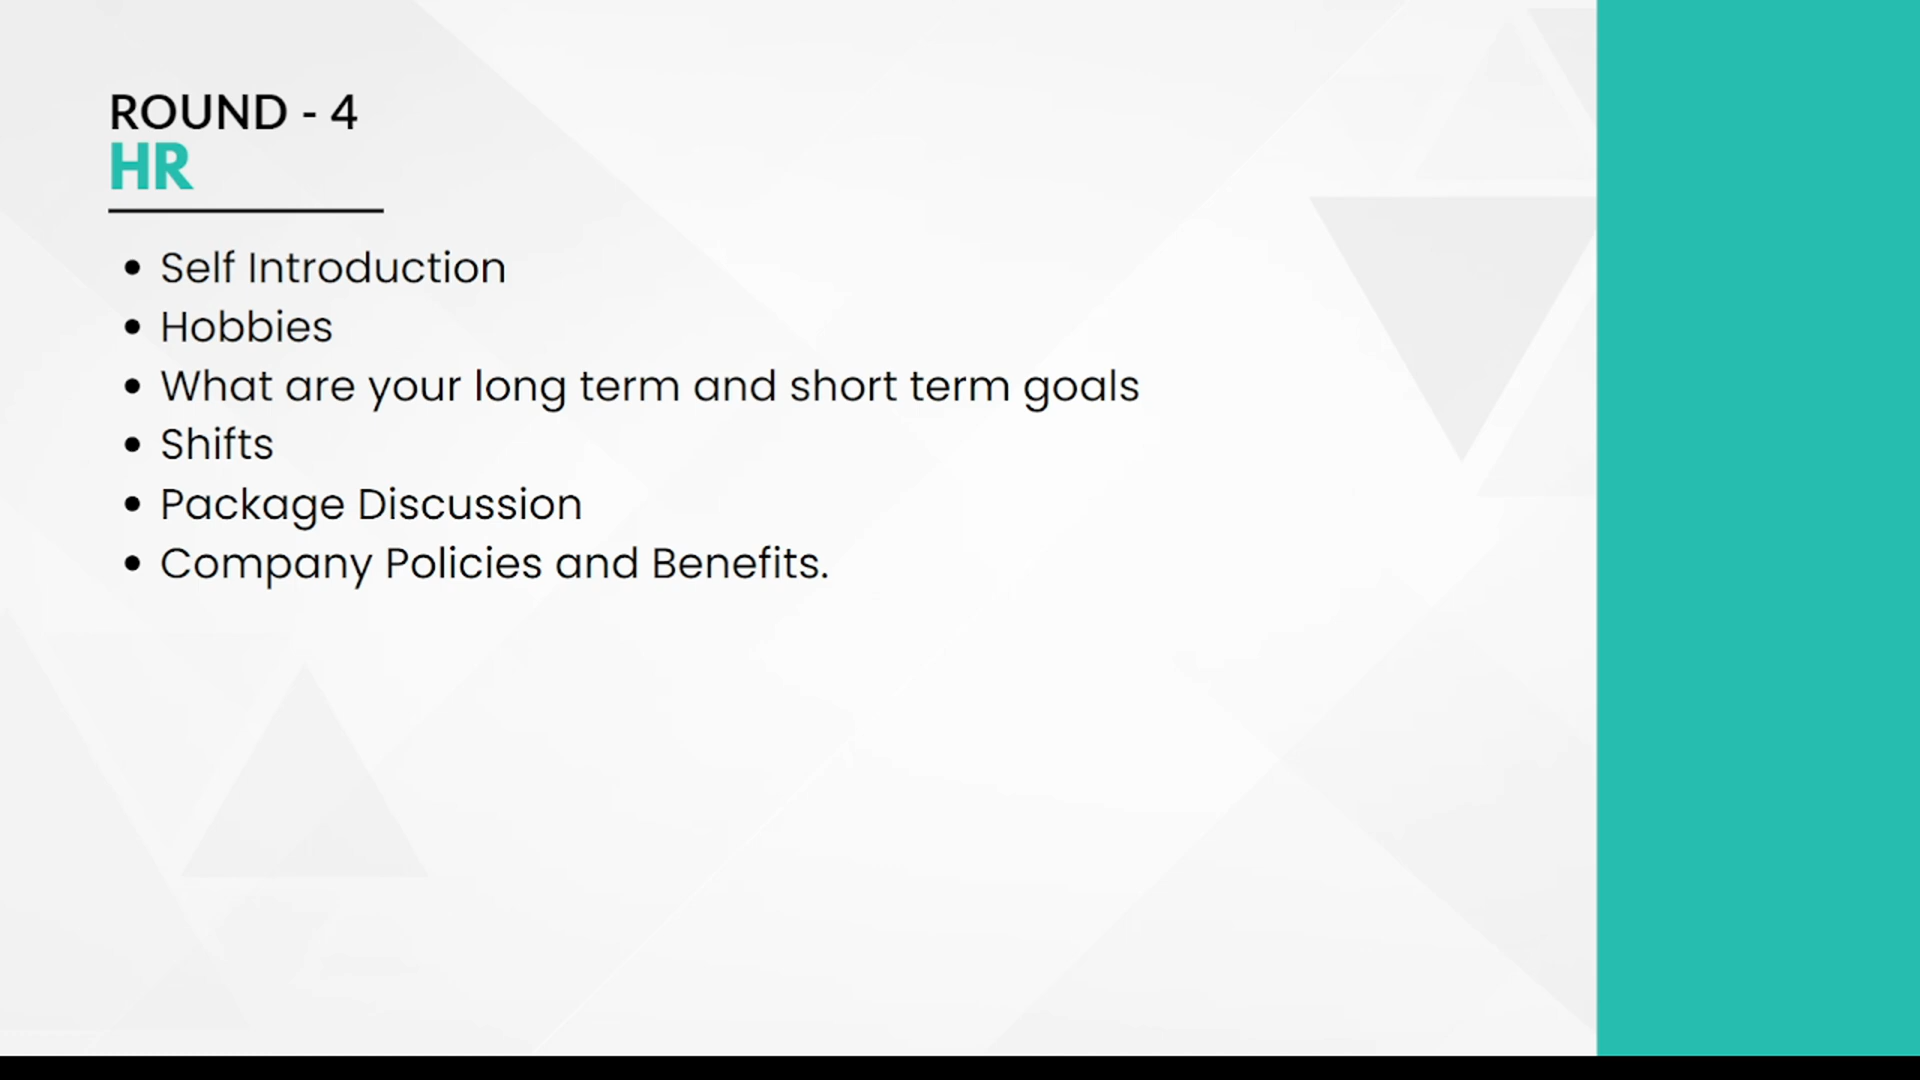 ROUND - 4
HR
• Self Introduction
• Hobbies
• What are your long term and short term goals
• Shifts
• Package Discussion
• Company Policies and Benefits.